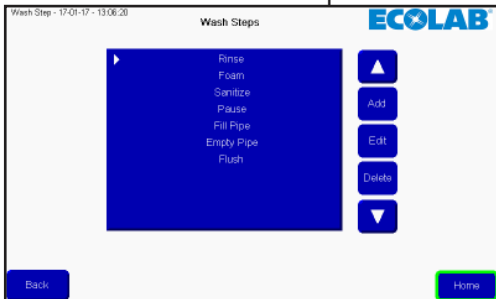 Wash Step - 17-01-17 - 13:06:20
Wash Steps
ECOLAB
Rinse
Foam
Sanitize
Pause
Fill Pipe
Empty Pipe
Flush
Add
Edit
Delete
Back
Home